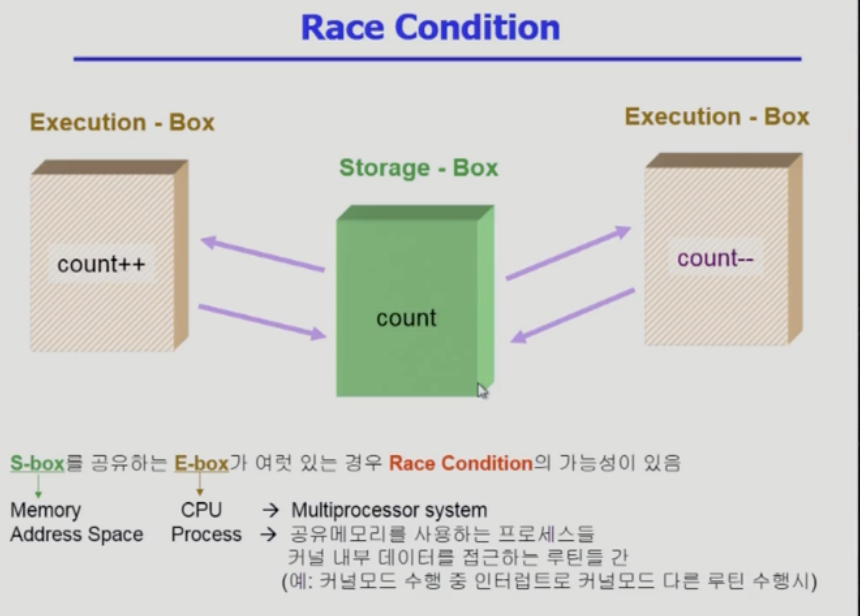 Race Condition
Execution - Box
Execution - Box
Storage - Box
count++
count--
count
S-box를 공유하는 E-box가 여럿 있는 경우 Race Condition의 가능성이 있음
Memory CPU → Multiprocessor system
Address Space Process → 공유메모리를 사용하는 프로세스들
커널 내부 데이터를 접근하는 루틴들 간
(예: 커널모드 수행 중 인터럽트로 커널모드 다른 루틴 수행시)